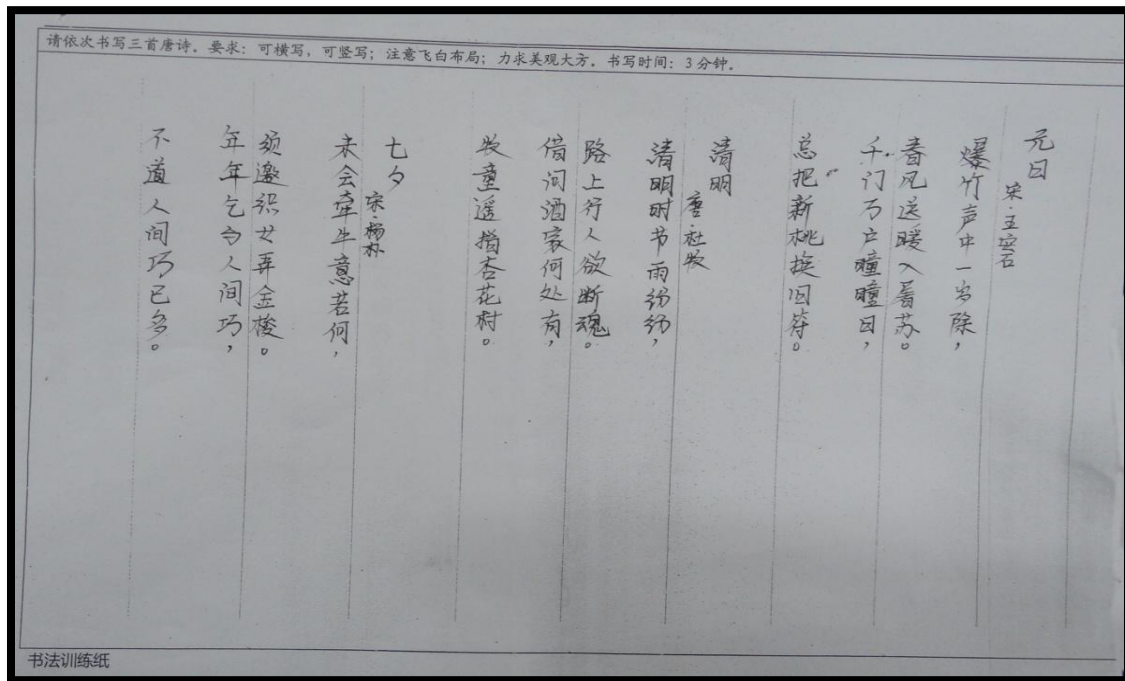 请依次书写三首唐诗。要求：可横写，可竖写；注意飞白布局；力求美观大方。书写时间：3分钟。
元日
宋·王安石
爆竹声中一岁除，
春风送暖入屠苏。
千门万户曈曈日，
总把新桃换旧符。
清明
唐·杜牧
清明时节雨纷纷，
路上行人欲断魂。
借问酒家何处有，
牧童遥指杏花村。
七夕
宋·杨朴
未会牵牛意若何，
须邀织女弄金梭。
年年乞与人间巧，
不道人间巧已多。
书法训练纸